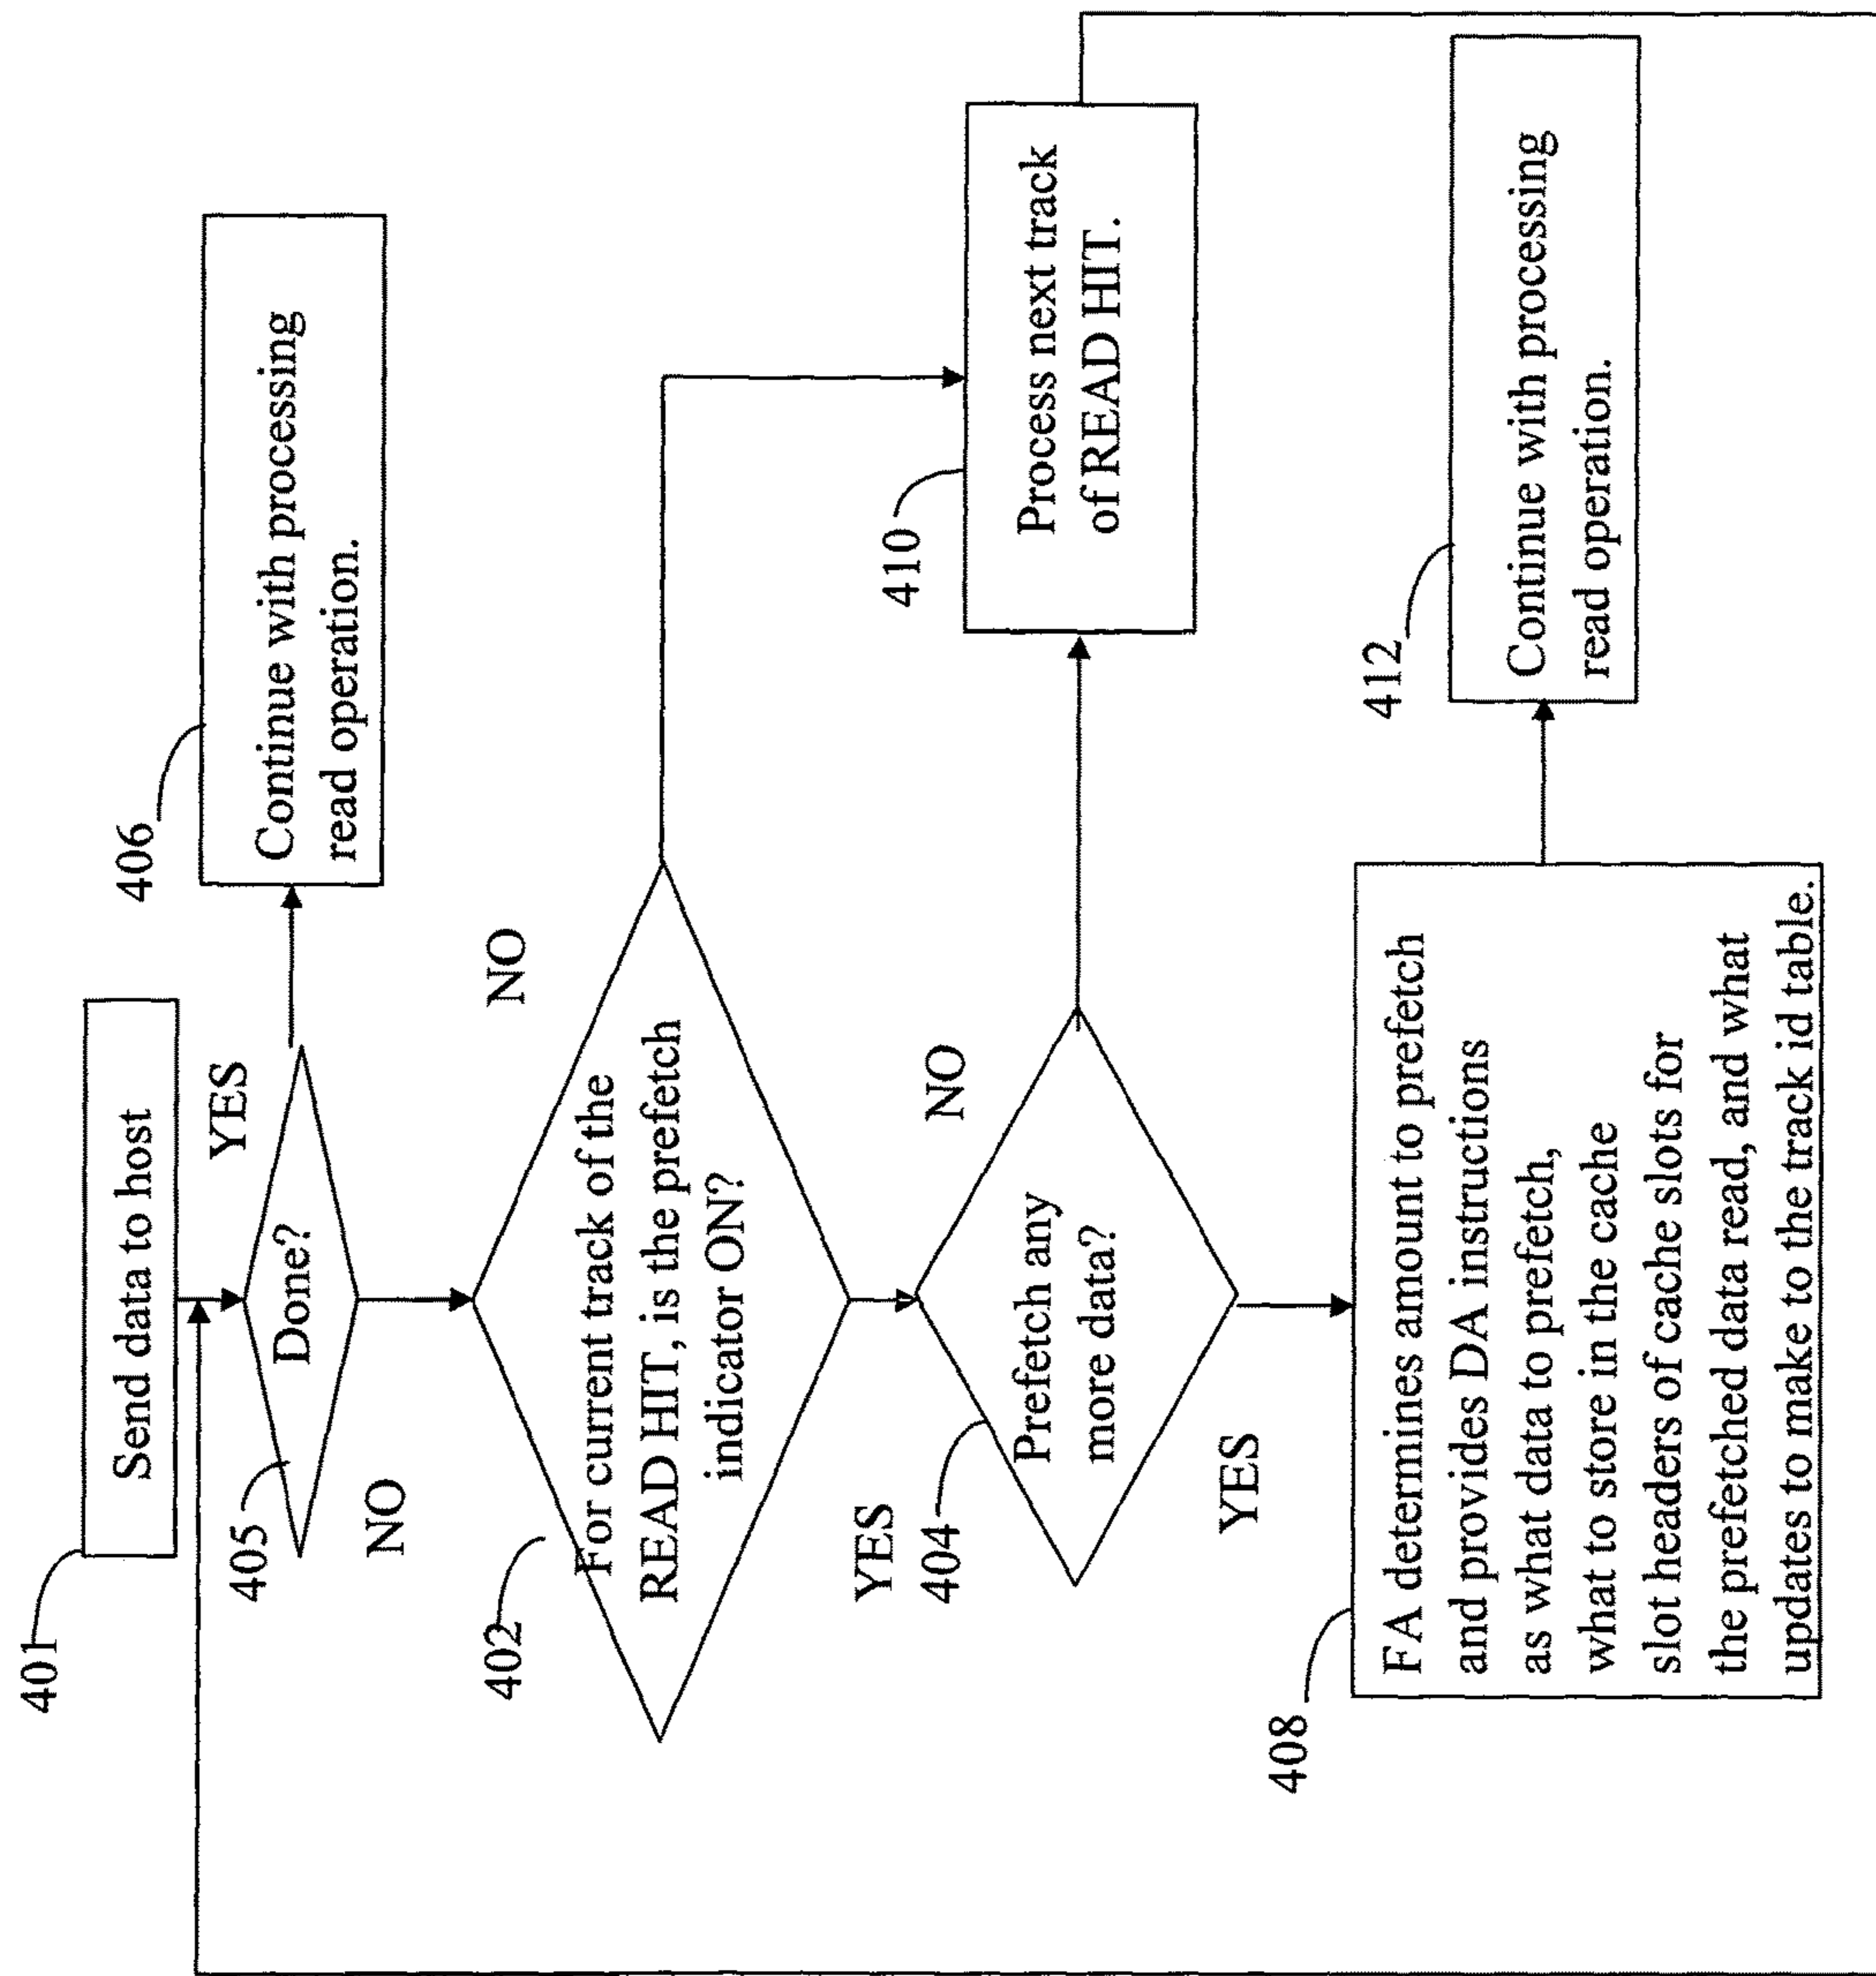 401
Send data to host
405
Done?
YES
406
Continue with processing
read operation.
NO
402
For current track of the
READ HIT, is the prefetch
indicator ON?
NO
YES
404
Prefetch any
more data?
NO
410
Process next track
of READ HIT.
YES
408
FA determines amount to prefetch
and provides DA instructions
as what data to prefetch,
what to store in the cache
slot headers of cache slots for
the prefetched data read, and what
updates to make to the track id table.
412
Continue with processing
read operation.